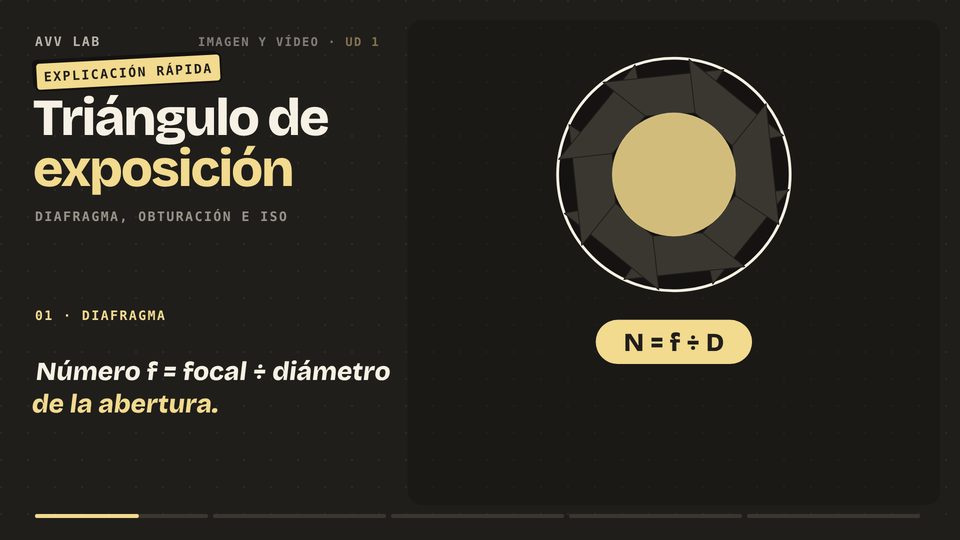 AVV LAB
IMAGEN Y VÍDEO · UD 1
EXPLICACIÓN RÁPIDA
Triángulo de
exposición
DIAFRAGMA, OBTURACIÓN E ISO
01 · DIAFRAGMA
Número f = focal ÷ diámetro
de la abertura.
N = f ÷ D